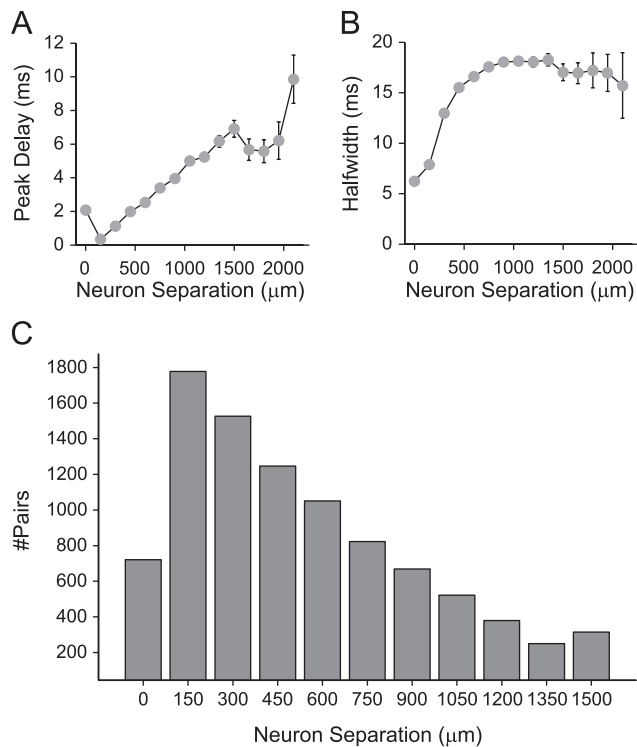 A
Peak Delay (ms)
12
10
8
6
4
2
0
0 500 1000 1500 2000
Neuron Separation (μm)
B
Halfwidth (ms)
20
15
10
5
0
0 500 1000 1500 2000
Neuron Separation (μm)
C
#Pairs
1800
1600
1400
1200
1000
800
600
400
200
0 150 300 450 600 750 900 1050 1200 1350 1500
Neuron Separation (μm)